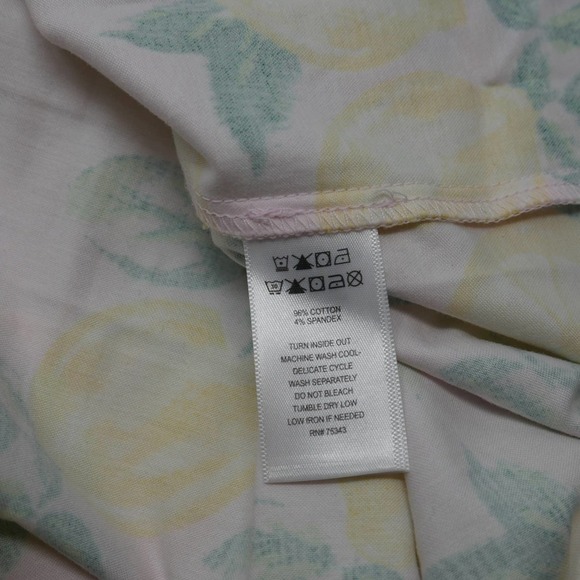 30
96% COTTON
4% SPANDEX
TURN INSIDE OUT
MACHINE WASH COOL-
DELICATE CYCLE
WASH SEPARATELY
DO NOT BLEACH
TUMBLE DRY LOW
LOW IRON IF NEEDED
RN# 75343